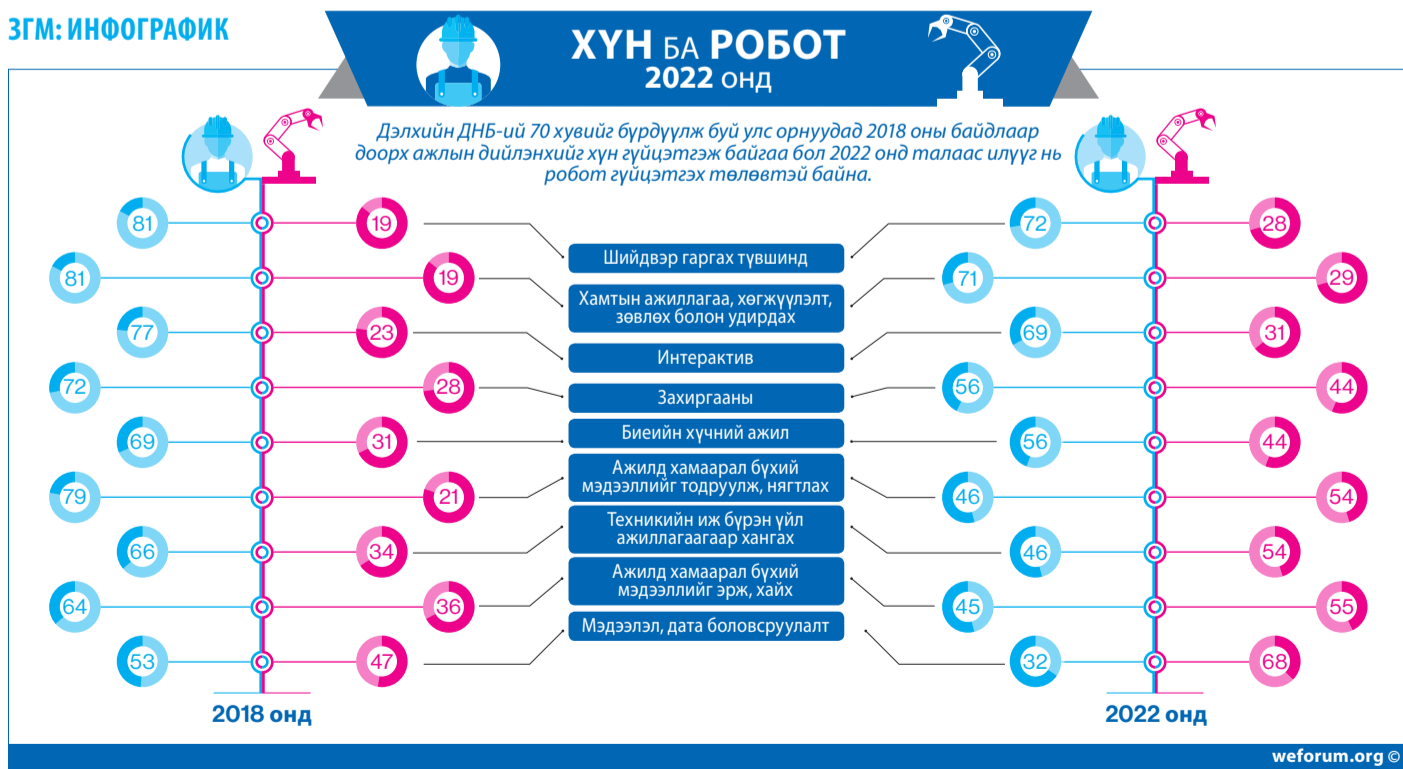 ЗГМ: ИНФОГРАФИК
ХҮН БА РОБОТ
2022 ОНД
Дэлхийн ДНБ-ий 70 хувийг бүрдүүлж буй улс орнуудад 2018 оны байдлаар
доорх ажлын дийлэнхийг хүн гүйцэтгэж байгаа бол 2022 онд талаас илүүг нь
робот гүйцэтгэх төлөвтэй байна.
81 19 Шийдвэр гаргах түвшинд 72 28
81 19 Хамтын ажиллагаа, хөгжүүлэлт,
зөвлөх болон удирдах 71 29
77 23 Интерактив 69 31
72 28 Захиргааны 56 44
69 31 Биеийн хүчний ажил 56 44
79 21 Ажилд хамаарал бүхий
мэдээллийг тодруулж, нягтлах 46 54
66 34 Техникийн иж бүрэн үйл
ажиллагаагаар хангах 46 54
64 36 Ажилд хамаарал бүхий
мэдээллийг эрж, хайх 45 55
53 47 Мэдээлэл, дата боловсруулалт 32 68
2018 онд
2022 онд
weforum.org ©